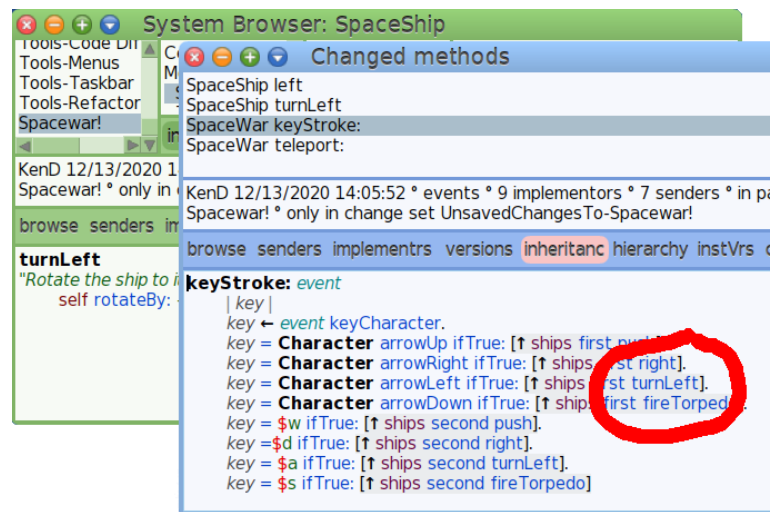 System Browser: SpaceShip
Tools-Code Diff
Tools-Menus
Tools-Taskbar
Tools-Refactor
Spacewar!
in
KenD 12/13/2020 1
Spacewar! ° only in
browse senders im
turnLeft
"Rotate the ship to i
self rotateBy:
Changed methods
SpaceShip left
SpaceShip turnLeft
SpaceWar keyStroke:
SpaceWar teleport:
KenD 12/13/2020 14:05:52 ° events ° 9 implementors ° 7 senders ° in pa
Spacewar! ° only in change set UnsavedChangesTo-Spacewar!
browse senders implementrs versions inheritanc hierarchy instVrs
keyStroke: event
| key |
key ← event keyCharacter.
key = Character arrowUp ifTrue: [↑ ships first push].
key = Character arrowRight ifTrue: [↑ ships first right].
key = Character arrowLeft ifTrue: [↑ ships first turnLeft].
key = Character arrowDown ifTrue: [↑ ships first fireTorpedo].
key = $w ifTrue: [↑ ships second push].
key =$d ifTrue: [↑ ships second right].
key = $a ifTrue: [↑ ships second turnLeft].
key = $s ifTrue: [↑ ships second fireTorpedo]